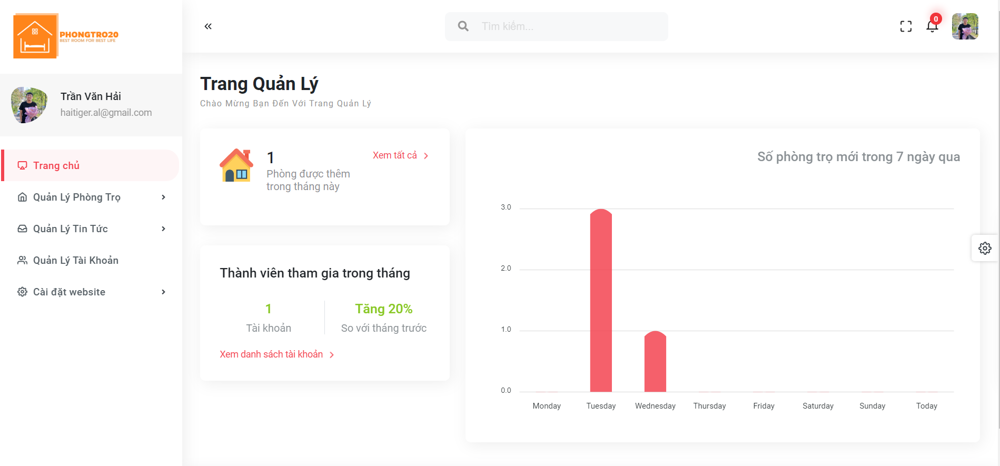 PHONGTRO20
BEST ROOM FOR BEST LIFE
Tìm kiếm...
0
Trần Văn Hải
haitiger.al@gmail.com
Trang chủ
Quản Lý Phòng Trọ
Quản Lý Tin Tức
Quản Lý Tài Khoản
Cài đặt website
Trang Quản Lý
Chào Mừng Bạn Đến Với Trang Quản Lý
1
Phòng được thêm
trong tháng này
Xem tất cả
Thành viên tham gia trong tháng
1
Tài khoản
Tăng 20%
So với tháng trước
Xem danh sách tài khoản
Số phòng trọ mới trong 7 ngày qua
3.0
2.0
1.0
0.0
Monday Tuesday Wednesday Thursday Friday Saturday Sunday Today